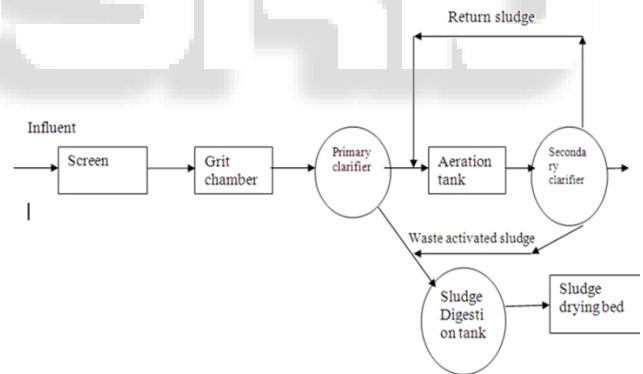 Return sludge
Influent
Screen
Grit
chamber
Primary
clarifier
Aeration
tank
Seconda
ry
clarifier
Waste activated sludge
Sludge
Digesti
on tank
Sludge
drying bed